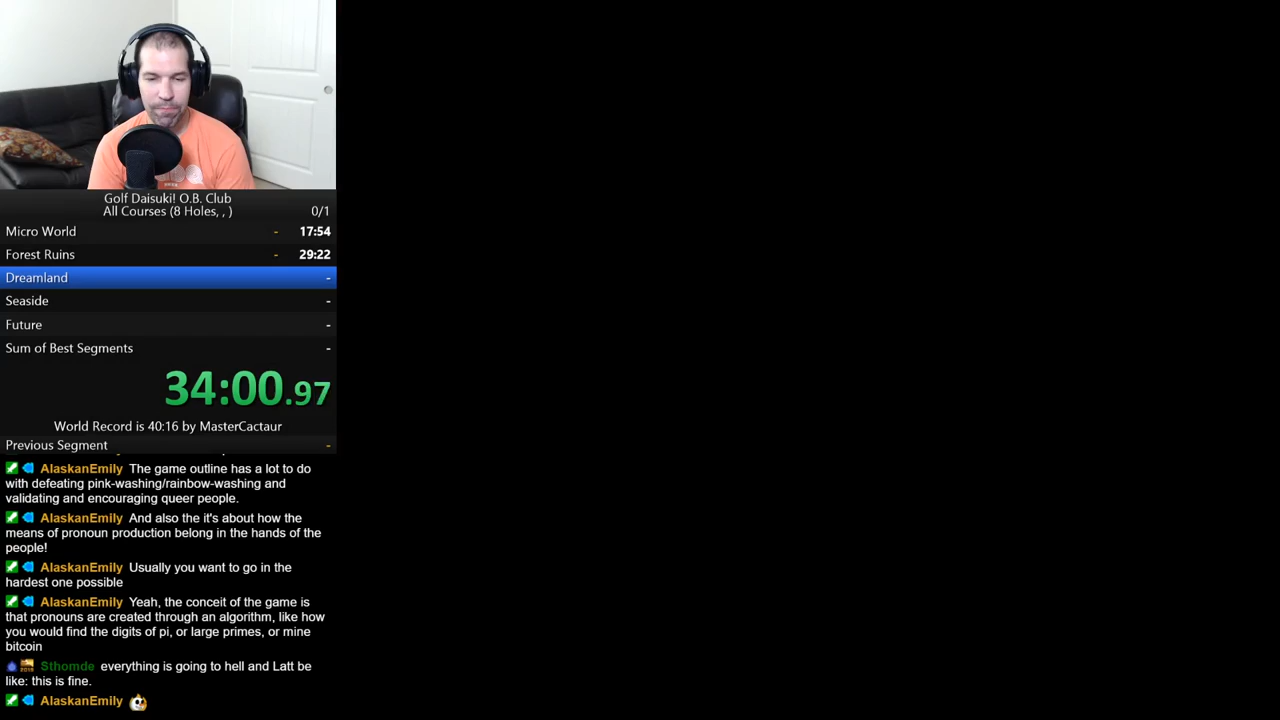 Golf Daisuki! O.B. Club
All Courses (8 Holes, , ) 0/1
Micro World - 17:54
Forest Ruins - 29:22
Dreamland -
Seaside -
Future -
Sum of Best Segments -
34:00.97
World Record is 40:16 by MasterCactaur
Previous Segment -
AlaskanEmily The game outline has a lot to do
with defeating pink-washing/rainbow-washing and
validating and encouraging queer people.
AlaskanEmily And also the it's about how the
means of pronoun production belong in the hands of the
people!
AlaskanEmily Usually you want to go in the
hardest one possible
AlaskanEmily Yeah, the conceit of the game is
that pronouns are created through an algorithm, like how
you would find the digits of pi, or large primes, or mine
bitcoin
Sthomde everything is going to hell and Latt be
like: this is fine.
AlaskanEmily